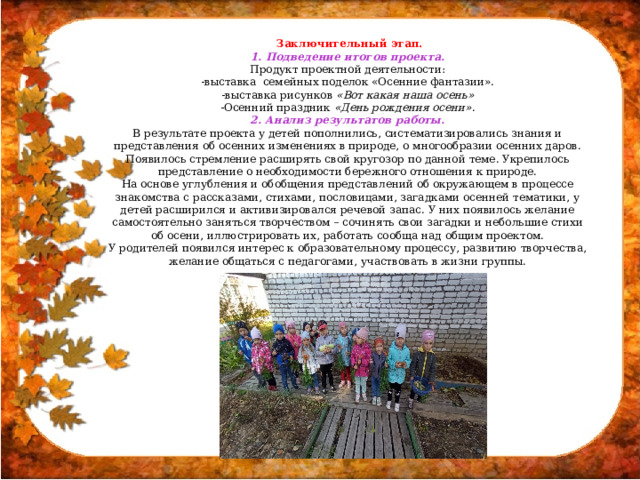 Заключительный этап.
1. Подведение итогов проекта.
Продукт проектной деятельности:
-выставка семейных поделок «Осенние фантазии».
-выставка рисунков «Вот какая наша осень»
-Осенний праздник «День рождения осени».
2. Анализ результатов работы.
В результате проекта у детей пополнились, систематизировались знания и
представления об осенних изменениях в природе, о многообразии осенних даров.
Появилось стремление расширять свой кругозор по данной теме. Укрепилось
представление о необходимости бережного отношения к природе.
На основе углубления и обобщения представлений об окружающем в процессе
знакомства с рассказами, стихами, пословицами, загадками осенней тематики, у
детей расширился и активизировался речевой запас. У них появилось желание
самостоятельно заняться творчеством – сочинять свои загадки и небольшие стихи
об осени, иллюстрировать их, работать сообща над общим проектом.
У родителей появился интерес к образовательному процессу, развитию творчества,
желание общаться с педагогами, участвовать в жизни группы.